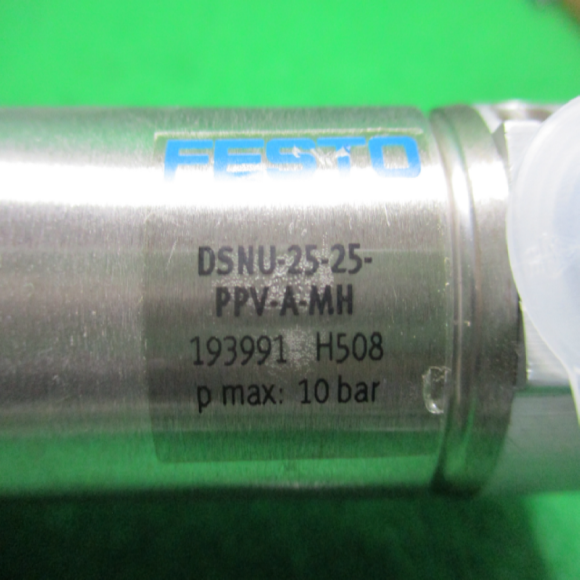 FESTO
DSNU-25-25-
PPV-A-MH
193991 H508
p max: 10 bar